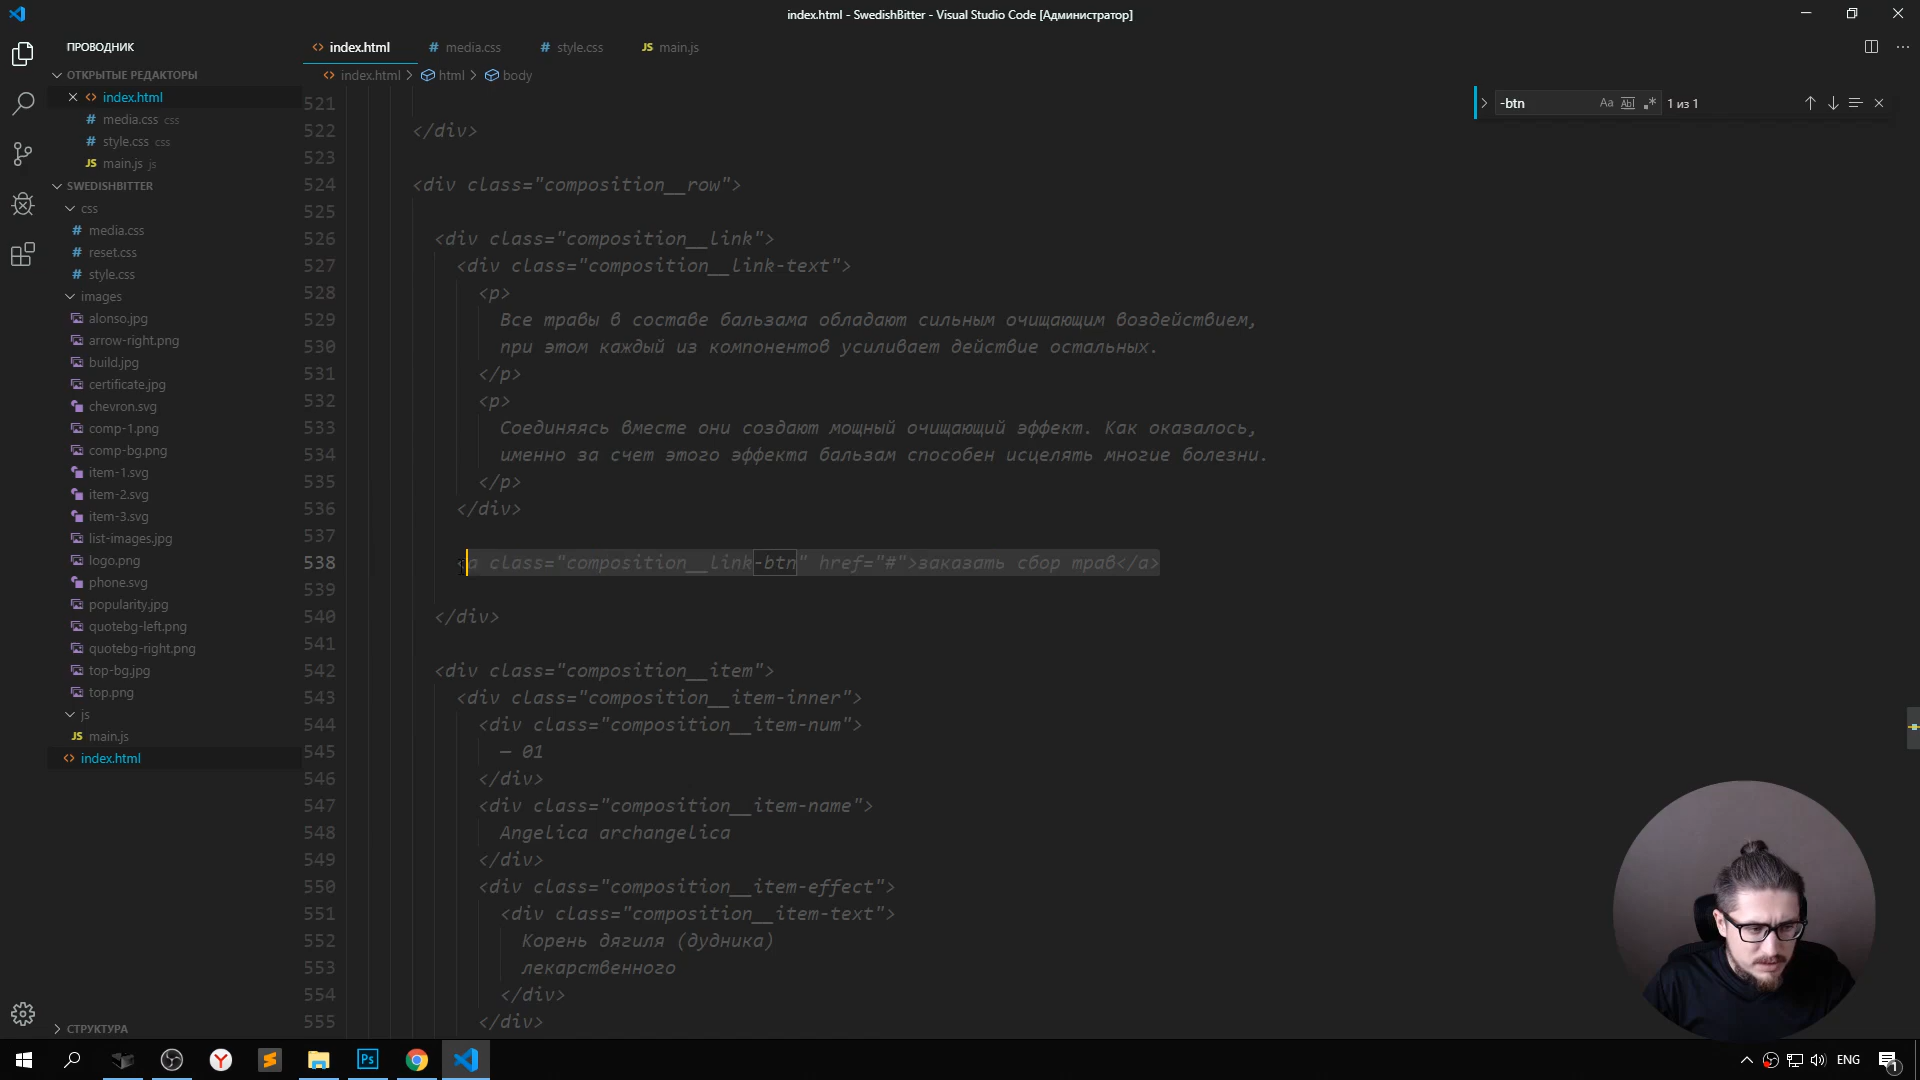 index.html - SwedishBitter - Visual Studio Code [Администратор]
ПРОВОДНИК
index.html
media.css
style.css
JS main.js
ОТКРЫТЫЕ РЕДАКТОРЫ
index.html > html > body
index.html
media.css css
style.css css
JS main.js js
SWEDISHBITTER
css
media.css
reset.css
style.css
images
alonso.jpg
arrow-right.png
build.jpg
certificate.jpg
chevron.svg
comp-1.png
comp-bg.png
item-1.svg
item-2.svg
item-3.svg
list-images.jpg
logo.png
phone.svg
popularity.jpg
quotebg-left.png
quotebg-right.png
top-bg.jpg
top.png
js
JS main.js
index.html
СТРУКТУРА
-btn Aa Abl .* 1 из 1
521
522 </div>
523
524 <div class="composition__row">
525
526 <div class="composition__link">
527 <div class="composition__link-text">
528 <p>
529 Все травы в составе бальзама обладают сильным очищающим воздействием,
530 при этом каждый из компонентов усиливает действие остальных.
531 </p>
532 <p>
533 Соединяясь вместе они создают мощный очищающий эффект. Как оказалось,
534 именно за счет этого эффекта бальзам способен исцелять многие болезни.
535 </p>
536 </div>
537
538 <a class="composition__link-btn" href="#">заказать сбор трав</a>
539
540 </div>
541
542 <div class="composition__item">
543 <div class="composition__item-inner">
544 <div class="composition__item-num">
545 — 01
546 </div>
547 <div class="composition__item-name">
548 Angelica archangelica
549 </div>
550 <div class="composition__item-effect">
551 <div class="composition__item-text">
552 Корень дягиля (дудника)
553 лекарственного
554 </div>
555 </div>
Ps
ENG
1